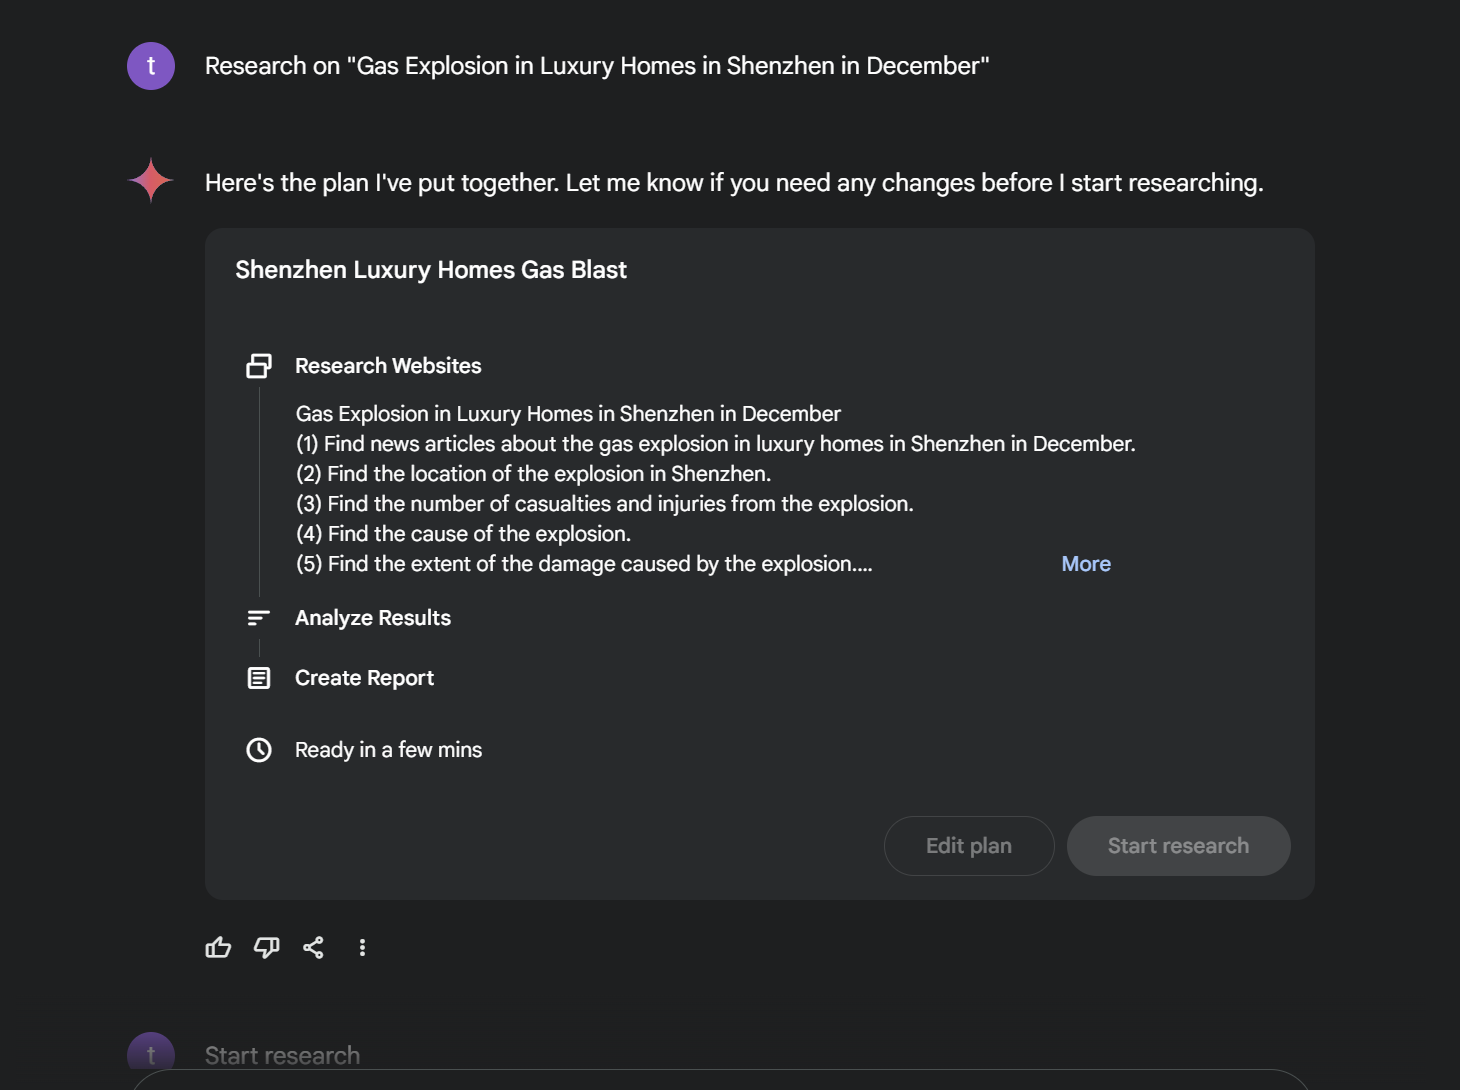 t
Research on "Gas Explosion in Luxury Homes in Shenzhen in December"
Here's the plan I've put together. Let me know if you need any changes before I start researching.
Shenzhen Luxury Homes Gas Blast
Research Websites
Gas Explosion in Luxury Homes in Shenzhen in December
(1) Find news articles about the gas explosion in luxury homes in Shenzhen in December.
(2) Find the location of the explosion in Shenzhen.
(3) Find the number of casualties and injuries from the explosion.
(4) Find the cause of the explosion.
(5) Find the extent of the damage caused by the explosion....
More
Analyze Results
Create Report
Ready in a few mins
Edit plan
Start research
t
Start research